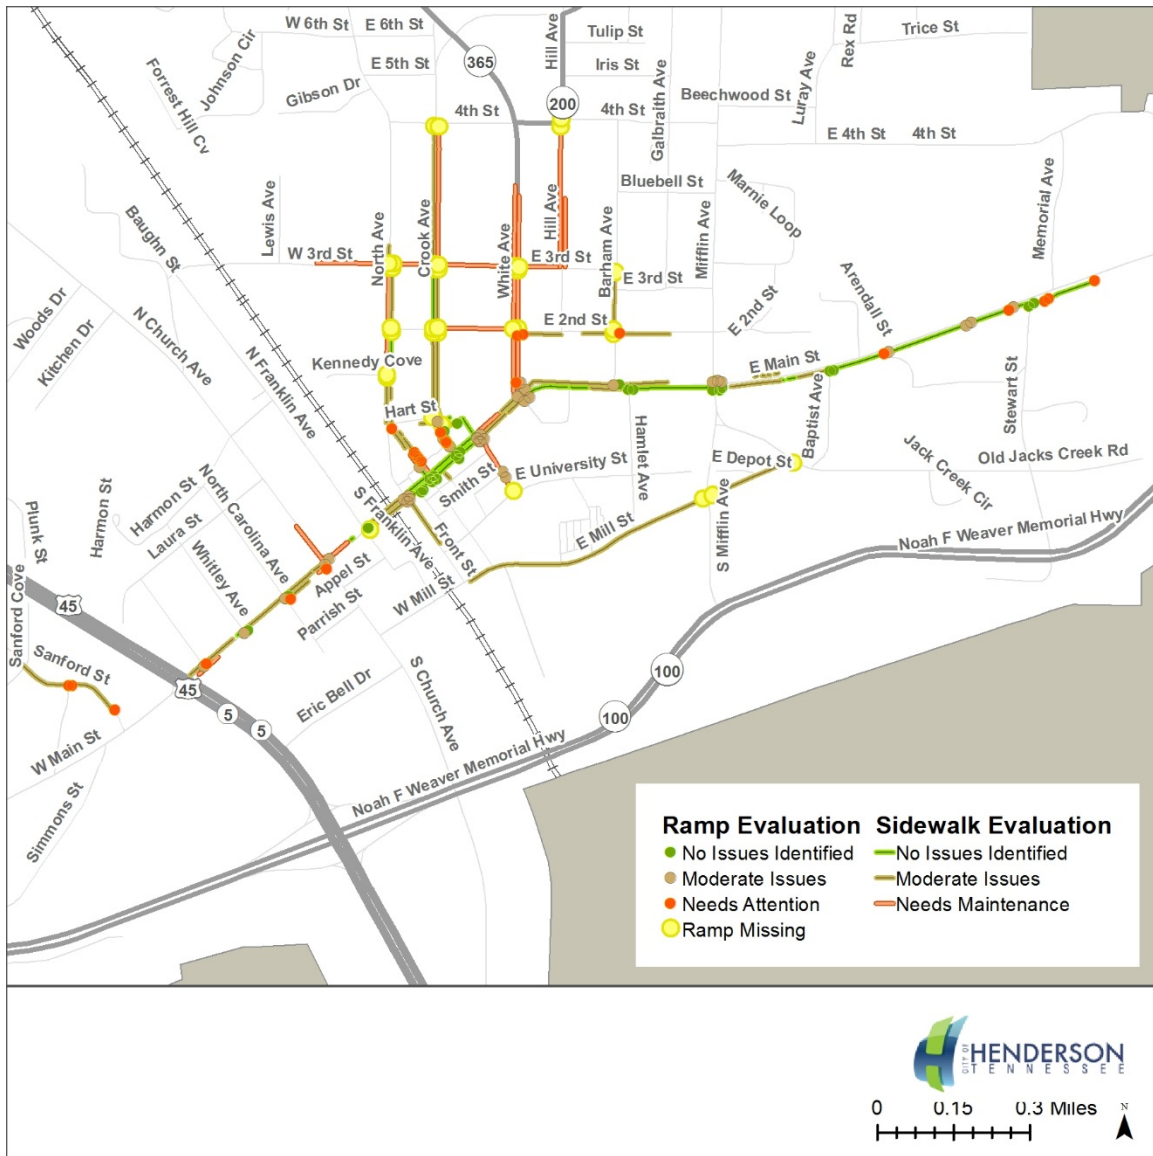 W 6th St
E 6th St
Hill Ave
Tulip St
Rex Rd
Trice St
Johnson Cir
Forrest Hill Cv
365
E 5th St
Iris St
Galbraith Ave
Luray Ave
Gibson Dr
200
Beechwood St
4th St
4th St
E 4th St
4th St
Bluebell St
Marnie Loop
Memorial Ave
Lewis Ave
Baughn St
North Ave
Crook Ave
White Ave
Hill Ave
Barham Ave
Mifflin Ave
W 3rd St
E 3rd St
E 3rd St
Arendall St
Woods Dr
Kitchen Dr
N Church Ave
N Franklin Ave
E 2nd St
E 2nd St
Kennedy Cove
E Main St
Baptist Ave
Stewart St
Hart St
Hamlet Ave
Jack Creek Cir
Old Jacks Creek Rd
E University St
E Depot St
Smith St
Plunk St
Harmon St
Harmon St
Laura St
North Carolina Ave
S Franklin Ave
Front St
E Mill St
S Mifflin Ave
Noah F Weaver Memorial Hwy
Whitley Ave
Appel St
Parrish St
W Mill St
Sanford Cove
45
Sanford St
45
5
5
Eric Bell Dr
S Church Ave
100
100
W Main St
Simmons St
Noah F Weaver Memorial Hwy
Ramp Evaluation
No Issues Identified
Moderate Issues
Needs Attention
Ramp Missing
Sidewalk Evaluation
No Issues Identified
Moderate Issues
Needs Maintenance
CITY OF
HENDERSON
TENNESSEE
0 0.15 0.3 Miles
N